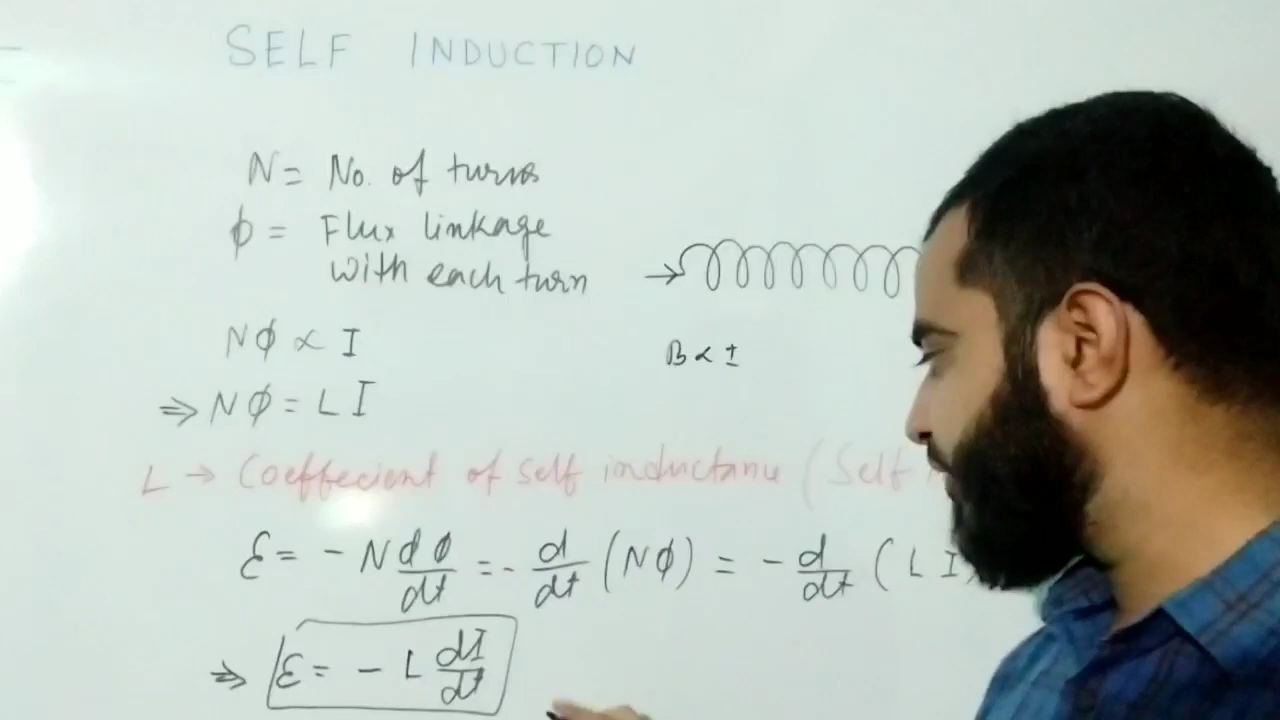 SELF INDUCTION
N = No. of turns
ϕ = Flux linkage
with each turn
→
Nϕ ∝ I
B ∝ I
⇒ Nϕ = L I
L → Coeffecient of self inductance (Self
ℰ = - N dϕ/dt = - d/dt (Nϕ) = - d/dt (L I)
⇒ ℰ = - L dI/dt